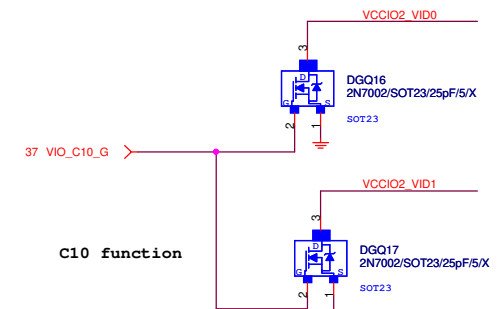 VCCIO2_VID0
3
D
G
S
DGQ16
2N7002/SOT23/25pF/5/X
SOT23
2
1
37 VIO_C10_G
VCCIO2_VID1
3
C10 function
D
G
S
DGQ17
2N7002/SOT23/25pF/5/X
SOT23
2
1